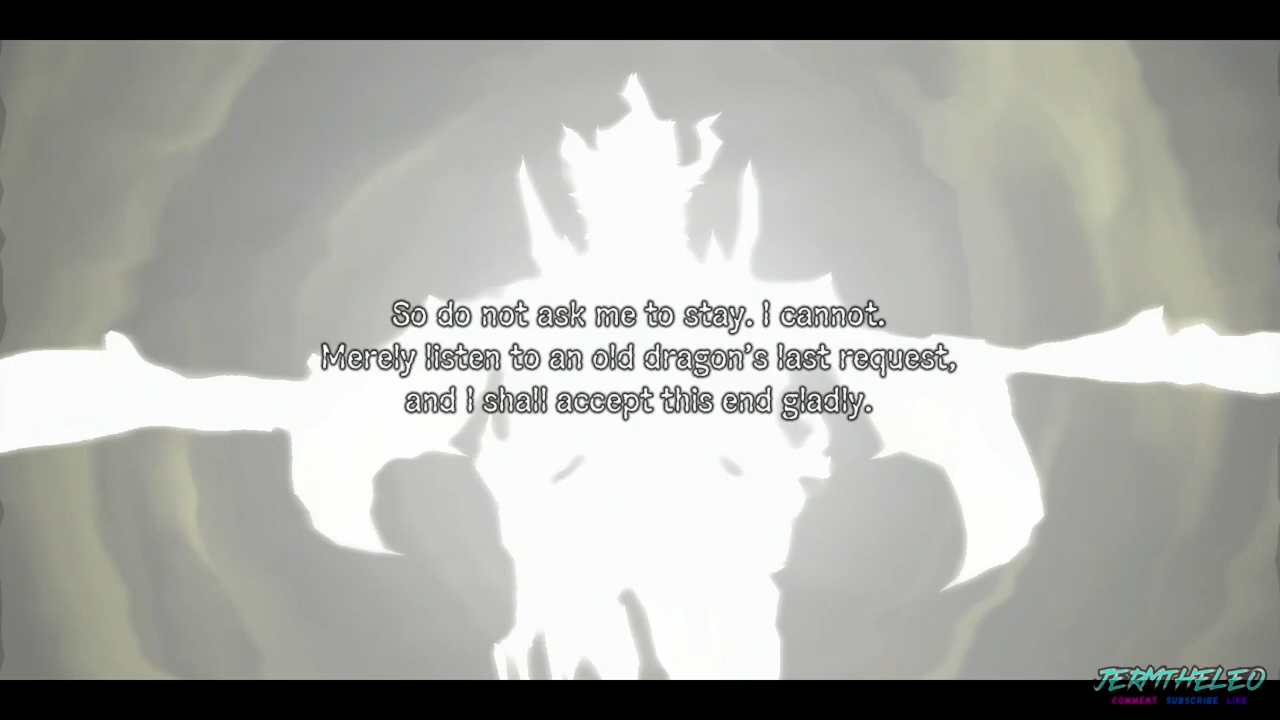 So do not ask me to stay. I cannot.
Merely listen to an old dragon's last request,
and I shall accept this end gladly.
JERMTHELEO
COMMENT SUBSCRIBE LIKE